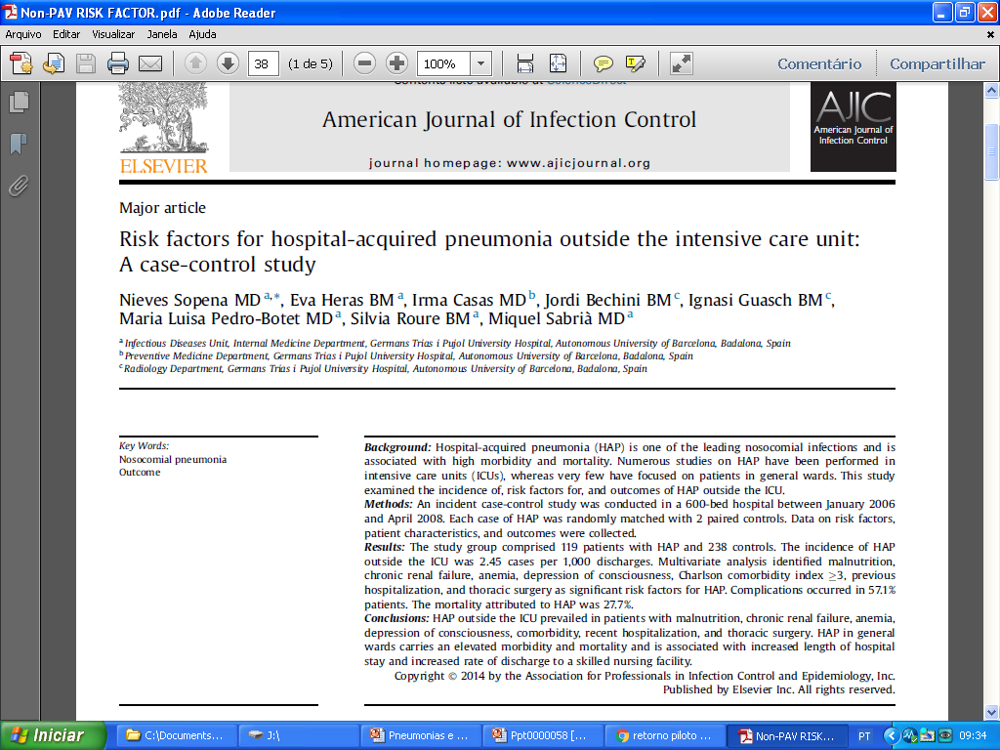 Non-PAV RISK FACTOR.pdf - Adobe Reader
Arquivo Editar Visualizar Janela Ajuda
38 (1 de 5) 100% Comentário Compartilhar
Contents lists available at ScienceDirect
American Journal of Infection Control
journal homepage: www.ajicjournal.org
ELSEVIER
AJIC
American Journal of
Infection Control
Major article
Risk factors for hospital-acquired pneumonia outside the intensive care unit:
A case-control study
Nieves Sopena MD a,*, Eva Heras BM a, Irma Casas MD b, Jordi Bechini BM c, Ignasi Guasch BM c,
Maria Luisa Pedro-Botet MD a, Silvia Roure BM a, Miquel Sabrià MD a
a Infectious Diseases Unit, Internal Medicine Department, Germans Trias i Pujol University Hospital, Autonomous University of Barcelona, Badalona, Spain
b Preventive Medicine Department, Germans Trias i Pujol University Hospital, Autonomous University of Barcelona, Badalona, Spain
c Radiology Department, Germans Trias i Pujol University Hospital, Autonomous University of Barcelona, Badalona, Spain
Key Words:
Nosocomial pneumonia
Outcome
Background: Hospital-acquired pneumonia (HAP) is one of the leading nosocomial infections and is
associated with high morbidity and mortality. Numerous studies on HAP have been performed in
intensive care units (ICUs), whereas very few have focused on patients in general wards. This study
examined the incidence of, risk factors for, and outcomes of HAP outside the ICU.
Methods: An incident case-control study was conducted in a 600-bed hospital between January 2006
and April 2008. Each case of HAP was randomly matched with 2 paired controls. Data on risk factors,
patient characteristics, and outcomes were collected.
Results: The study group comprised 119 patients with HAP and 238 controls. The incidence of HAP
outside the ICU was 2.45 cases per 1,000 discharges. Multivariate analysis identified malnutrition,
chronic renal failure, anemia, depression of consciousness, Charlson comorbidity index ≥3, previous
hospitalization, and thoracic surgery as significant risk factors for HAP. Complications occurred in 57.1%
patients. The mortality attributed to HAP was 27.7%.
Conclusions: HAP outside the ICU prevailed in patients with malnutrition, chronic renal failure, anemia,
depression of consciousness, comorbidity, recent hospitalization, and thoracic surgery. HAP in general
wards carries an elevated morbidity and mortality and is associated with increased length of hospital
stay and increased rate of discharge to a skilled nursing facility.
Copyright © 2014 by the Association for Professionals in Infection Control and Epidemiology, Inc.
Published by Elsevier Inc. All rights reserved.
Iniciar C:\Documents... J:\ Pneumonias e ... Ppt0000058 [... retorno piloto ... Non-PAV RISK... PT 09:34